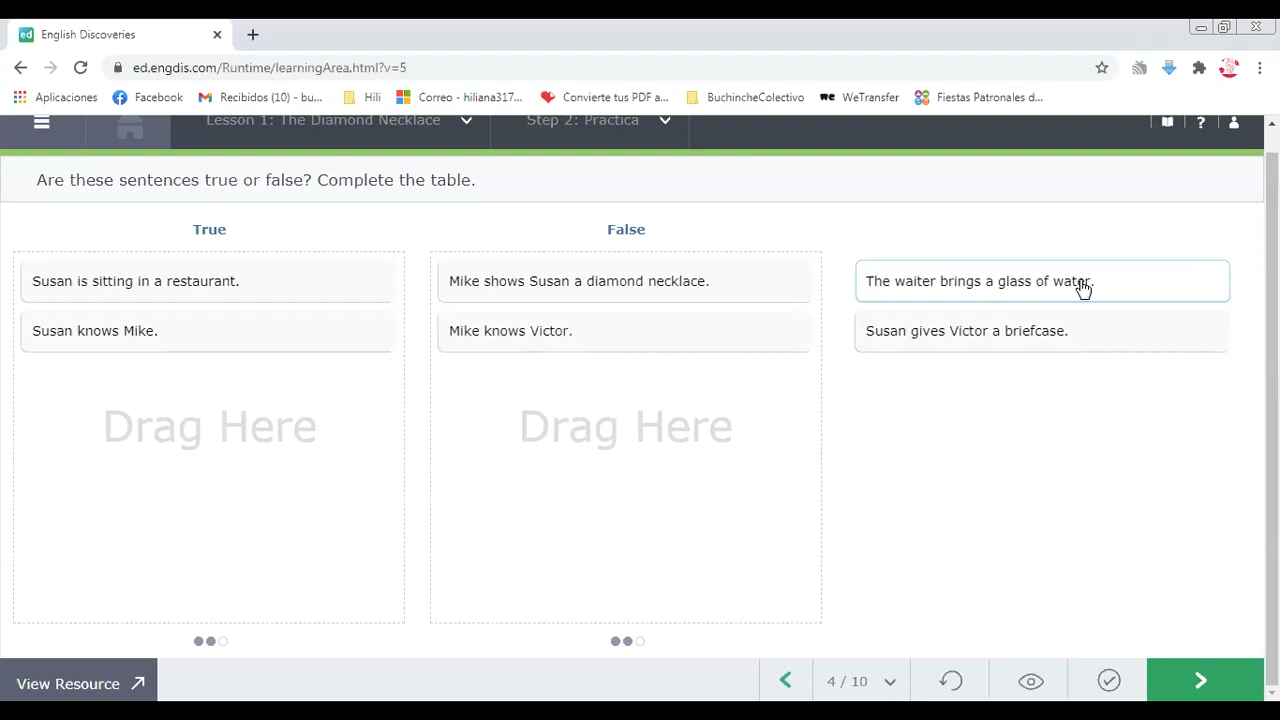 English Discoveries
ed.engdis.com/Runtime/learningArea.html?v=5
Aplicaciones
Facebook
Recibidos (10) - bu...
Hili
Correo - hiliana317...
Convierte tus PDF a...
BuchincheColectivo
WeTransfer
Fiestas Patronales d...
Lesson 1: The Diamond Necklace
Step 2: Practica
Are these sentences true or false? Complete the table.
True
False
Susan is sitting in a restaurant.
Mike shows Susan a diamond necklace.
The waiter brings a glass of water.
Susan knows Mike.
Mike knows Victor.
Susan gives Victor a briefcase.
Drag Here
Drag Here
View Resource
4 / 10